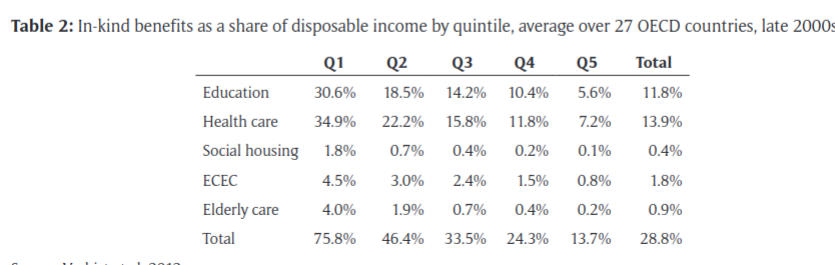 Table 2: In-kind benefits as a share of disposable income by quintile, average over 27 OECD countries, late 2000s
Q1 Q2 Q3 Q4 Q5 Total
Education 30.6% 18.5% 14.2% 10.4% 5.6% 11.8%
Health care 34.9% 22.2% 15.8% 11.8% 7.2% 13.9%
Social housing 1.8% 0.7% 0.4% 0.2% 0.1% 0.4%
ECEC 4.5% 3.0% 2.4% 1.5% 0.8% 1.8%
Elderly care 4.0% 1.9% 0.7% 0.4% 0.2% 0.9%
Total 75.8% 46.4% 33.5% 24.3% 13.7% 28.8%